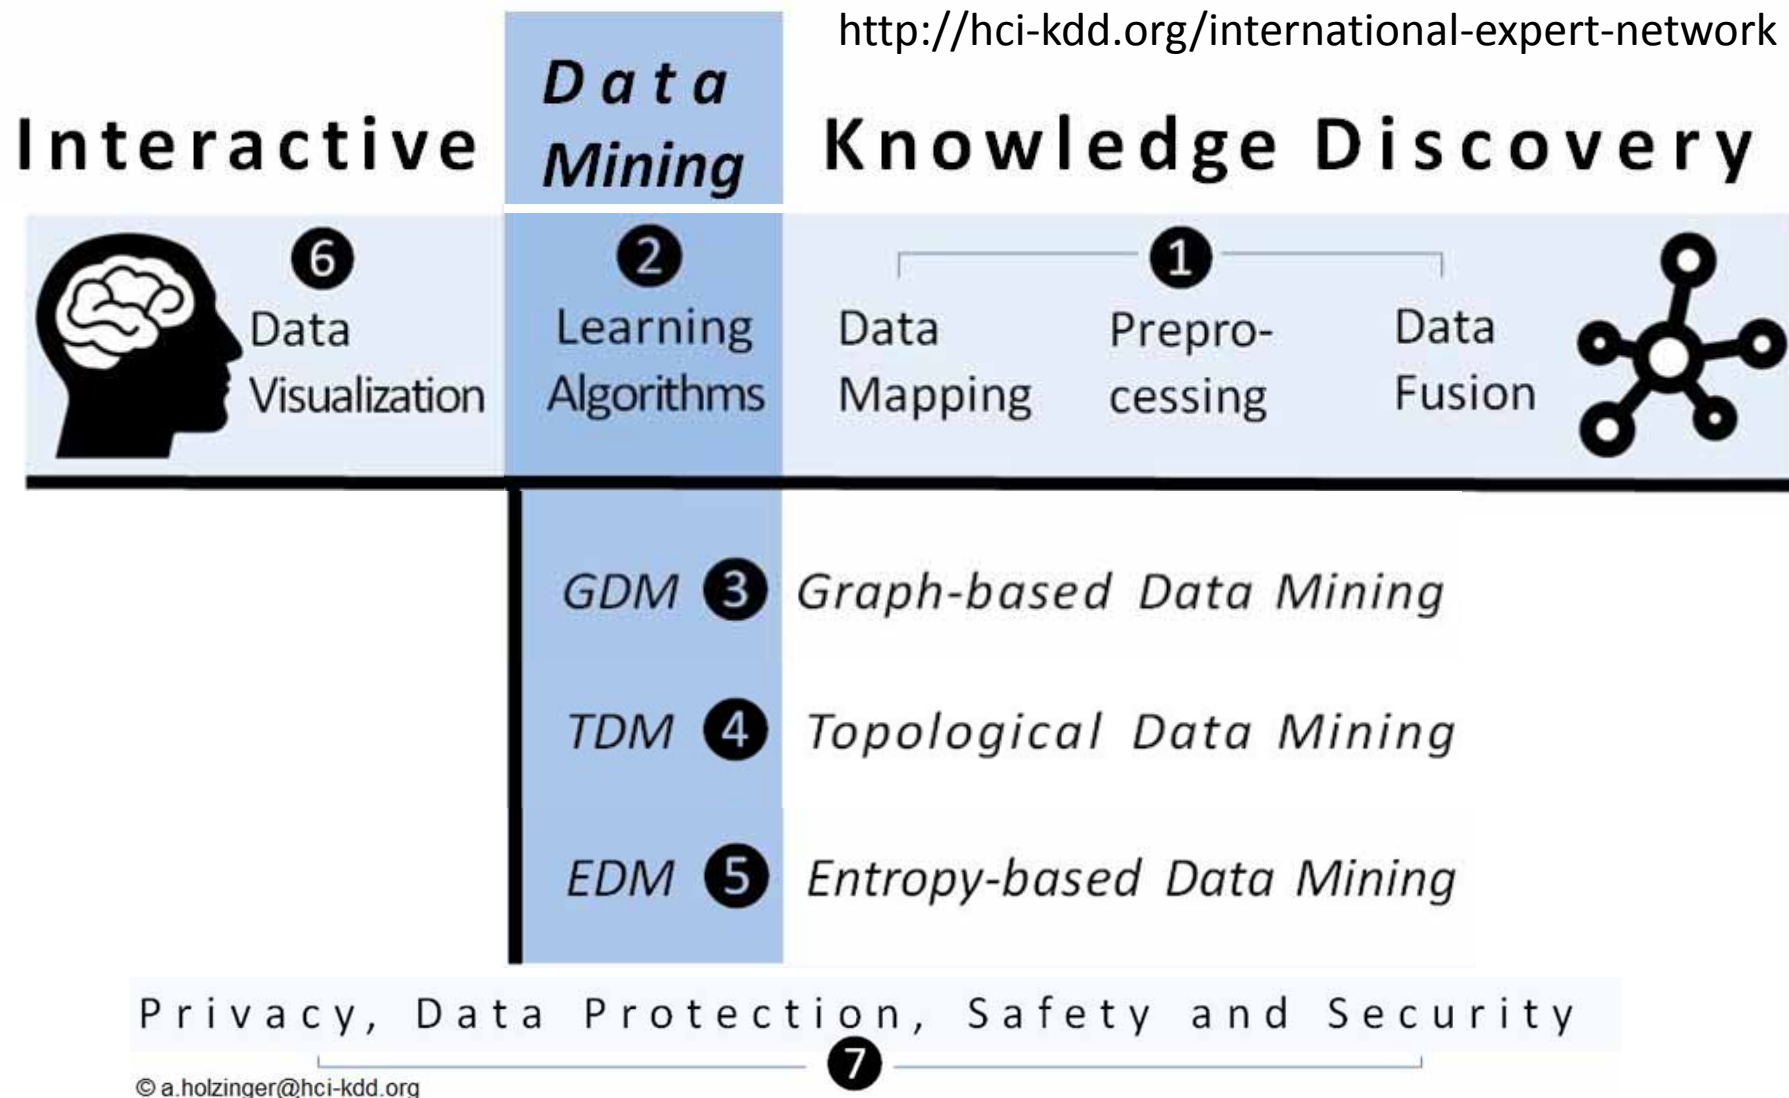 http://hci-kdd.org/international-expert-network
Data
Mining
Interactive
Knowledge Discovery
6
Data
Visualization
2
Learning
Algorithms
1
Data
Mapping
Prepro-
cessing
Data
Fusion
GDM 3 Graph-based Data Mining
TDM 4 Topological Data Mining
EDM 5 Entropy-based Data Mining
Privacy, Data Protection, Safety and Security
7
© a.holzinger@hci-kdd.org